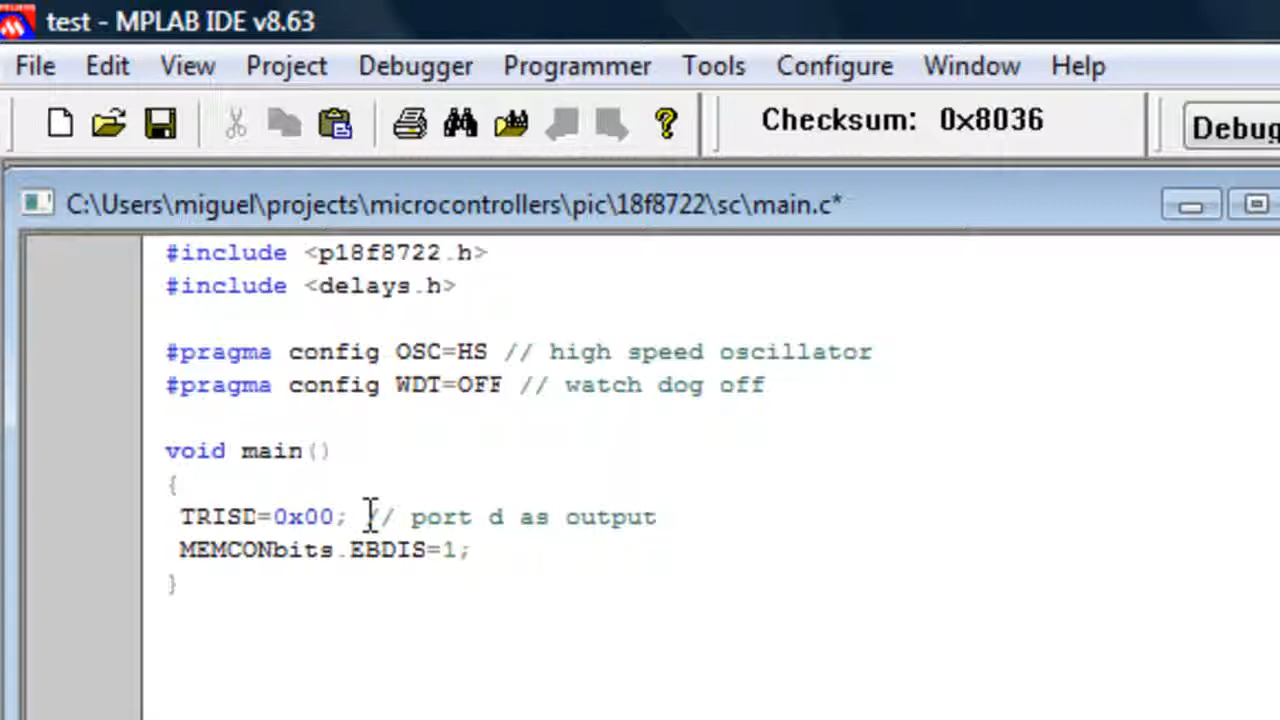 test - MPLAB IDE v8.63
File Edit View Project Debugger Programmer Tools Configure Window Help
Checksum: 0x8036 Debug
C:\Users\miguel\projects\microcontrollers\pic\18f8722\sc\main.c*
#include <p18f8722.h>
#include <delays.h>
#pragma config OSC=HS // high speed oscillator
#pragma config WDT=OFF // watch dog off
void main()
{
TRISD=0x00; // port d as output
MEMCONbits.EBDIS=1;
}